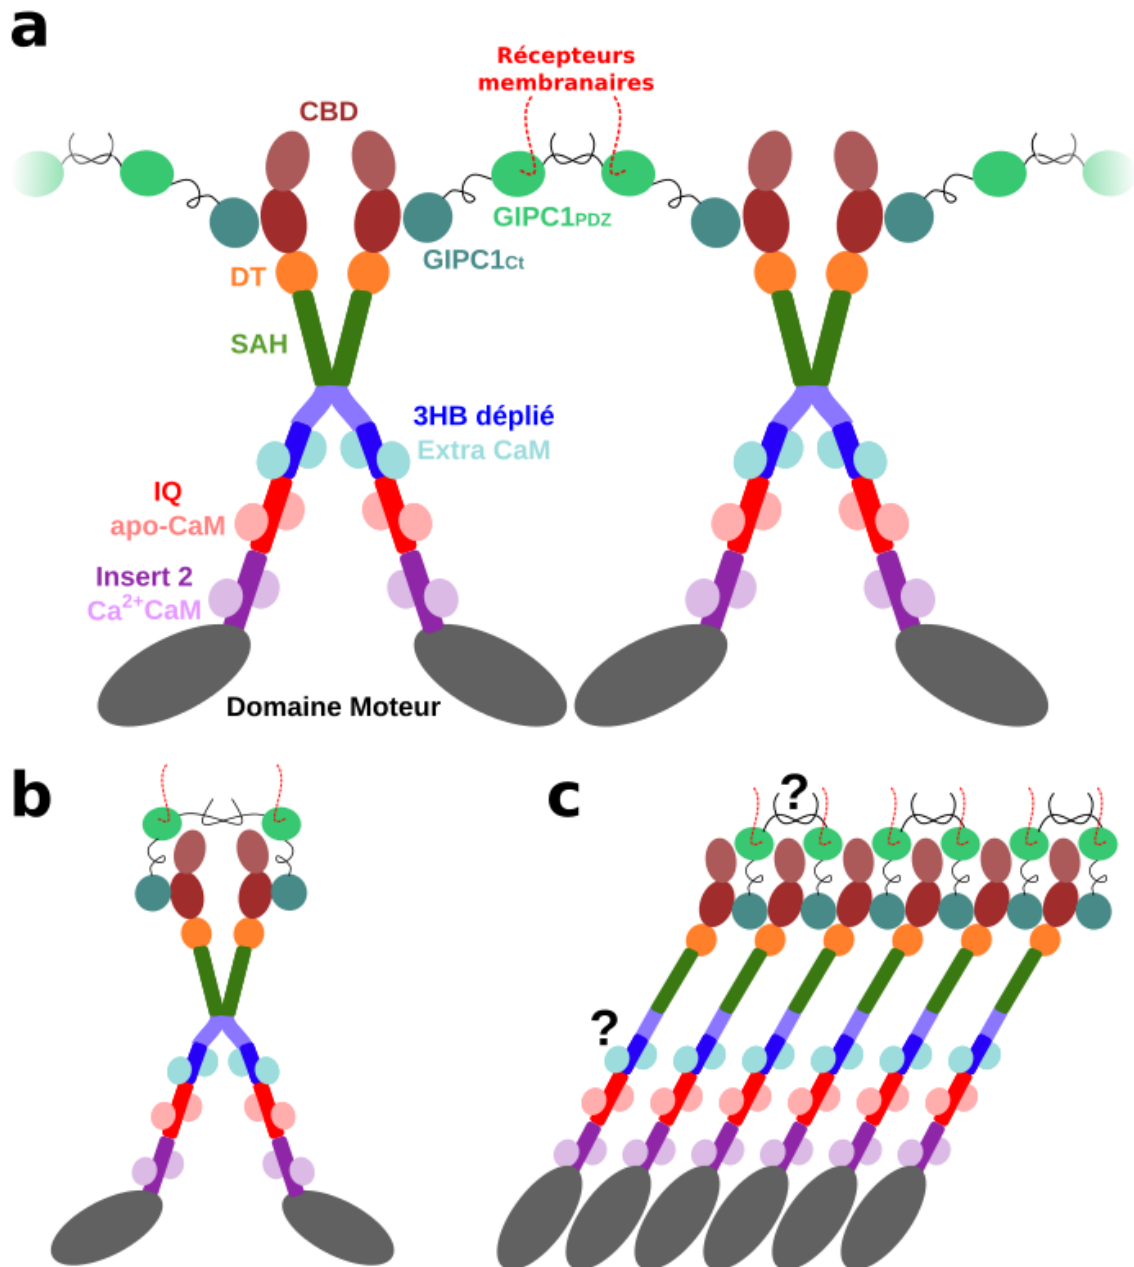 a
Récepteurs
membranaires
CBD
GIPC1PDZ
GIPC1Ct
DT
SAH
3HB déplié
Extra CaM
IQ
apo-CaM
Insert 2
Ca²⁺CaM
Domaine Moteur
b
c
?
?